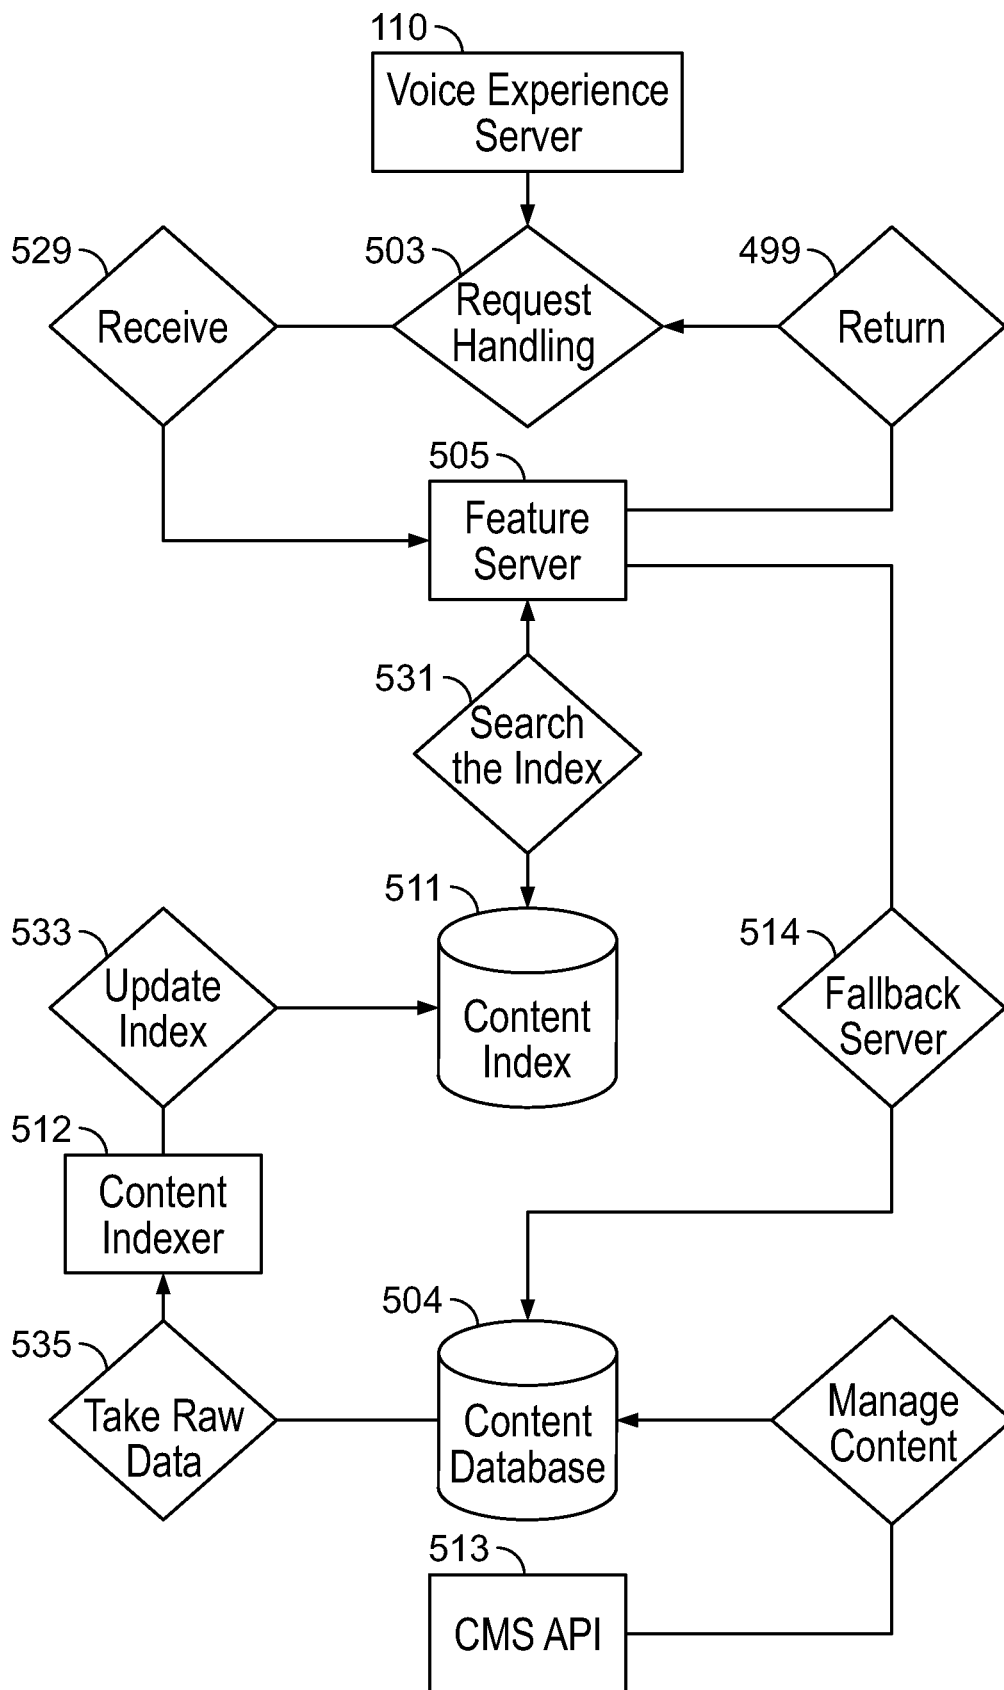 110
Voice Experience
Server
529
503
499
Receive
Request
Handling
Return
505
Feature
Server
531
Search
the Index
511
533
514
Update
Index
Content
Index
Fallback
Server
512
Content
Indexer
504
535
Take Raw
Data
Content
Database
Manage
Content
513
CMS API